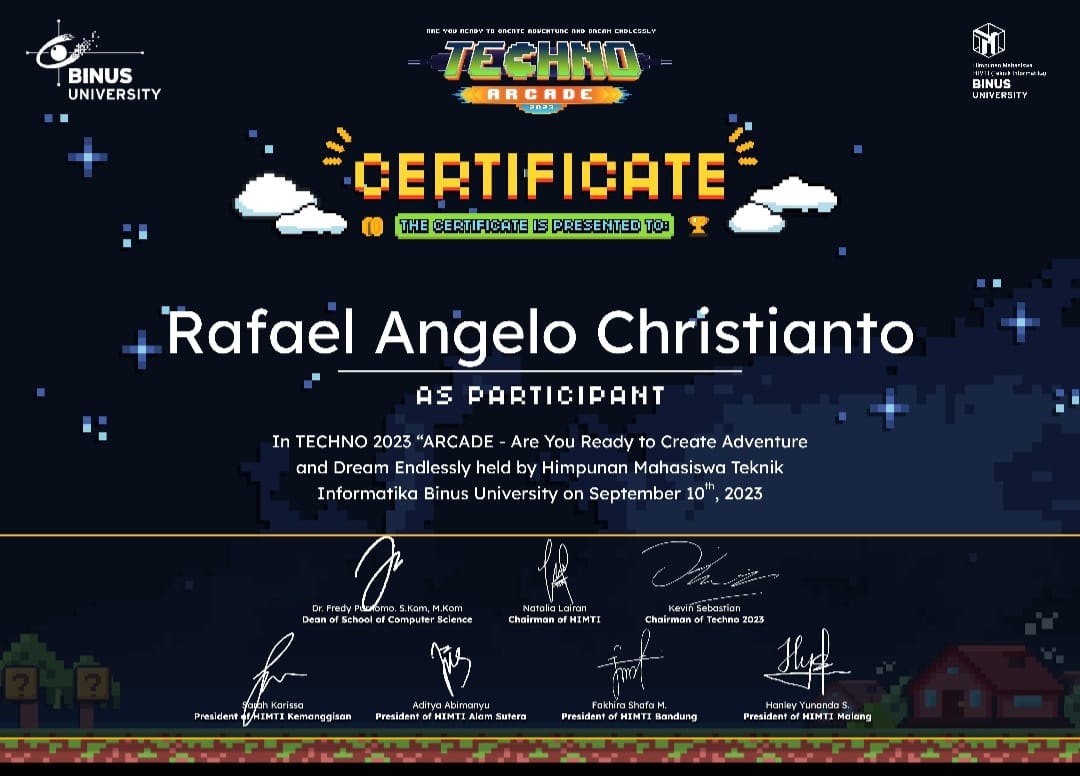 BINUS
UNIVERSITY
ARE YOU READY TO CREATE ADVENTURE AND DREAM ENDLESSLY
TECHNO
ARCADE
2023
Himpunan Mahasiswa
HIMTI (Teknik Informatika)
BINUS
UNIVERSITY
CERTIFICATE
THE CERTIFICATE IS PRESENTED TO:
Rafael Angelo Christianto
AS PARTICIPANT
In TECHNO 2023 “ARCADE - Are You Ready to Create Adventure
and Dream Endlessly held by Himpunan Mahasiswa Teknik
Informatika Binus University on September 10th, 2023
Dr. Fredy Purnomo. S.Kom, M.Kom
Dean of School of Computer Science
Natalia Lairan
Chairman of HIMTI
Kevin Sebastian
Chairman of Techno 2023
Sarah Karissa
President of HIMTI Kemanggisan
Aditya Abimanyu
President of HIMTI Alam Sutera
Fakhira Shafa M.
President of HIMTI Bandung
Hanley Yunanda S.
President of HIMTI Malang
? ?